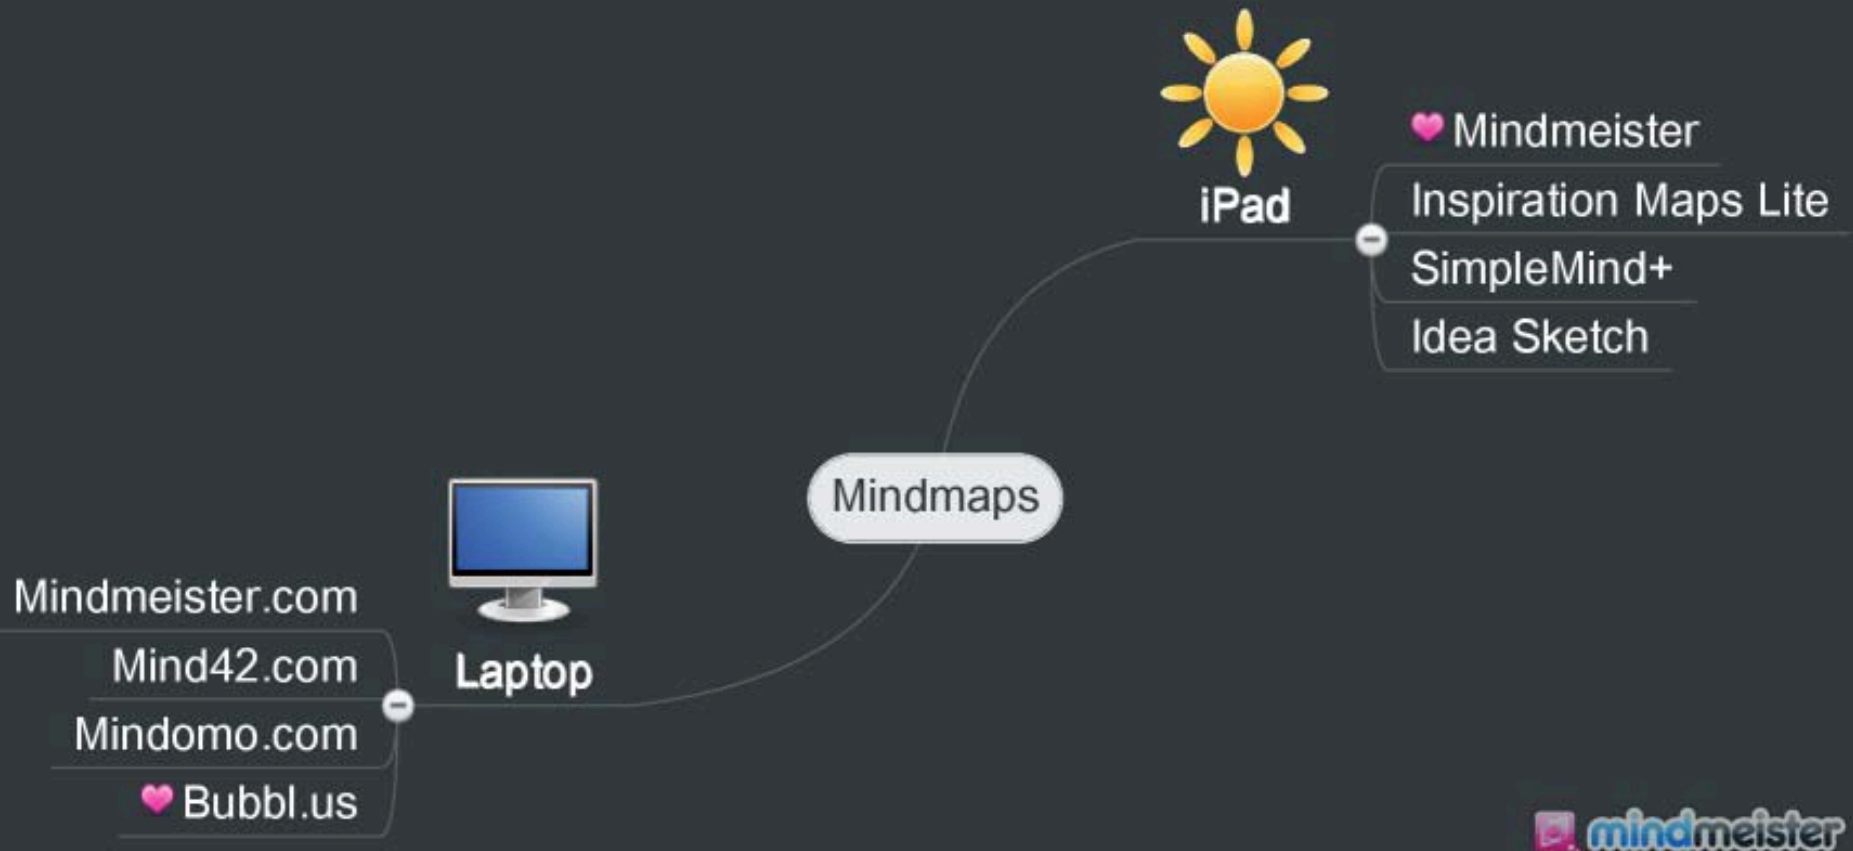 iPad
Mindmeister
Inspiration Maps Lite
SimpleMind+
Idea Sketch
Mindmaps
Laptop
Mindmeister.com
Mind42.com
Mindomo.com
Bubbl.us
mindmeister